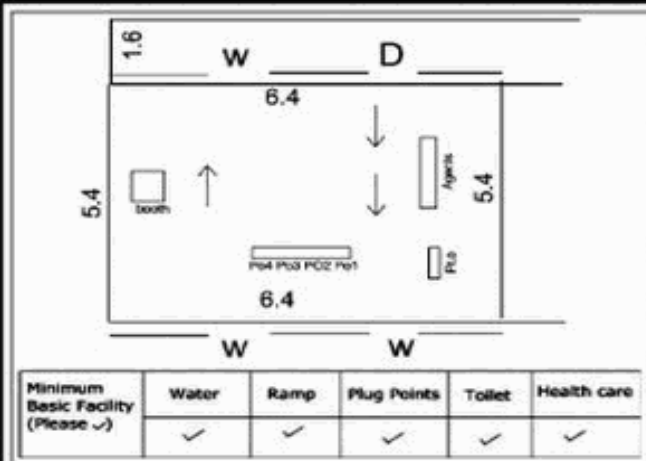 1.6
W D
6.4
5.4
booth
Agents
5.4
Po4 Po3 PO2 Po1
P.o
6.4
W W
Minimum Basic Facility (Please ✓) Water Ramp Plug Points Toilet Health care
✓ ✓ ✓ ✓ ✓